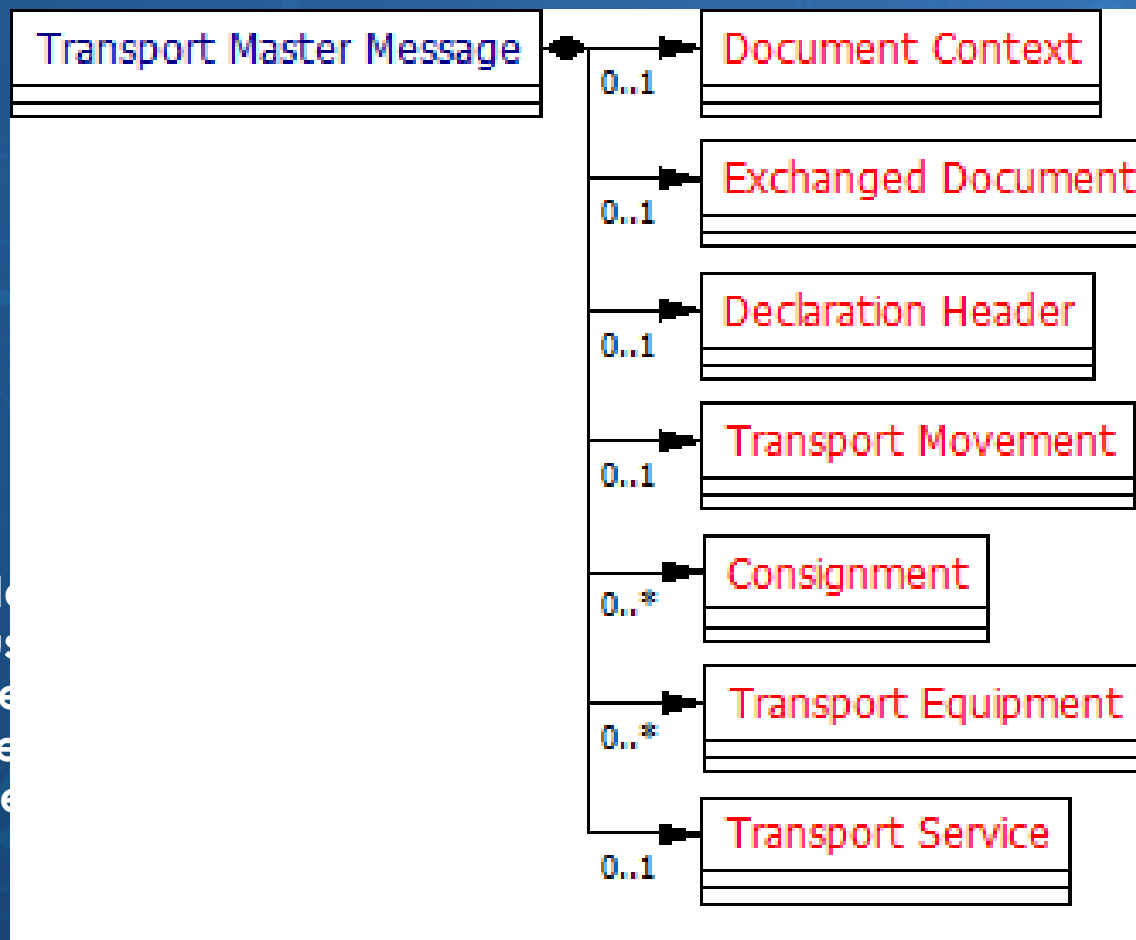 Transport Master Message
Document Context
0..1
Exchanged Document
0..1
Declaration Header
0..1
Transport Movement
0..1
Consignment
0..*
Transport Equipment
0..*
Transport Service
0..1